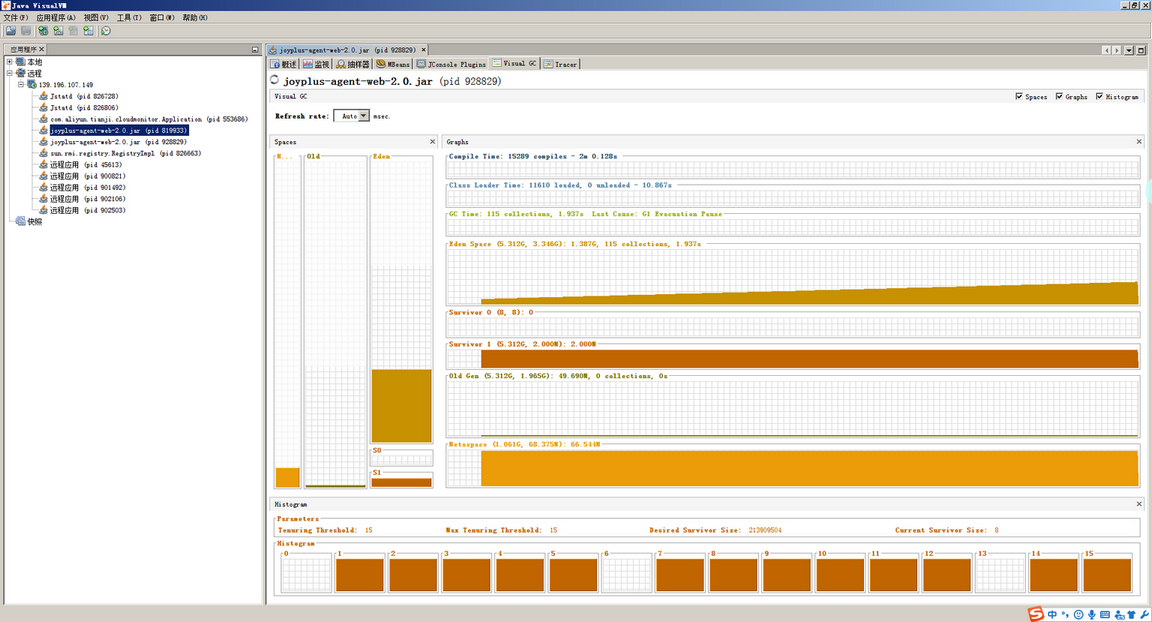 Java VisualVM
文件(F) 应用程序(A) 视图(V) 工具(T) 窗口(W) 帮助(H)
应用程序
joyplus-agent-web-2.0.jar (pid 928829)
本地
远程
139.196.107.149
Jstatd (pid 826728)
Jstatd (pid 826806)
com.aliyun.tianji.cloudmonitor.Application (pid 553686)
joyplus-agent-web-2.0.jar (pid 819933)
joyplus-agent-web-2.0.jar (pid 928829)
sun.rmi.registry.RegistryImpl (pid 826663)
远程应用 (pid 45613)
远程应用 (pid 900821)
远程应用 (pid 901492)
远程应用 (pid 902106)
远程应用 (pid 902503)
快照
概述 监视 抽样器 MBeans JConsole Plugins Visual GC Tracer
joyplus-agent-web-2.0.jar (pid 928829)
Visual GC Spaces Graphs Histogram
Refresh rate: Auto msec.
Spaces
M... Old Eden
S0
S1
Graphs
Compile Time: 15289 compiles - 2m 0.128s
Class Loader Time: 11610 loaded, 0 unloaded - 10.867s
GC Time: 115 collections, 1.937s Last Cause: G1 Evacuation Pause
Eden Space (5.312G, 3.346G): 1.387G, 115 collections, 1.937s
Survivor 0 (8, 8): 0
Survivor 1 (5.312G, 2.000M): 2.000M
Old Gen (5.312G, 1.965G): 49.690M, 0 collections, 0s
Metaspace (1.061G, 68.375M): 66.544M
Histogram
Parameters
Tenuring Threshold: 15 Max Tenuring Threshold: 15 Desired Survivor Size: 213909504 Current Survivor Size: 8
Histogram
0 1 2 3 4 5 6 7 8 9 10 11 12 13 14 15
中